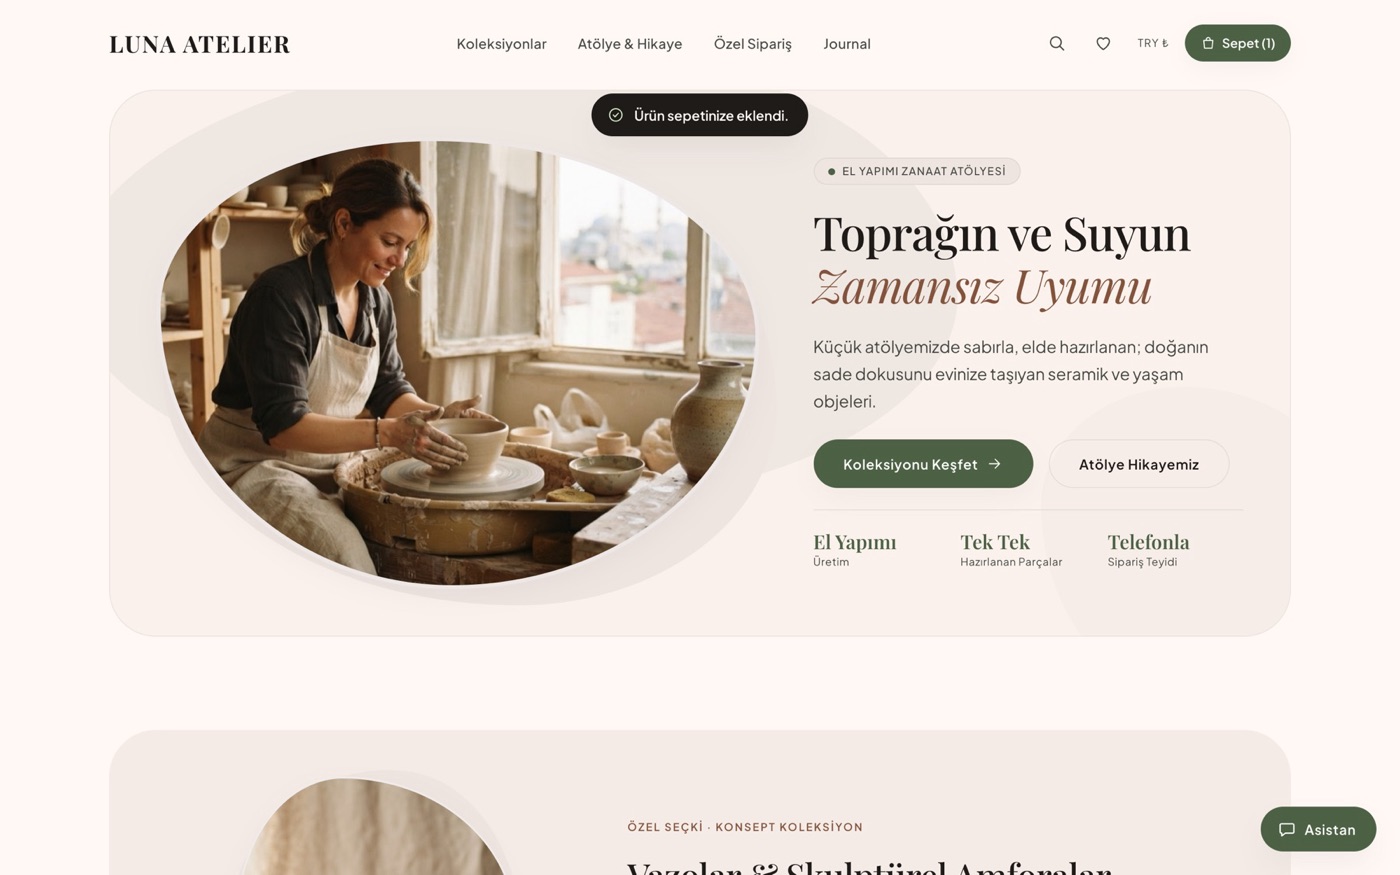 LUNA ATELIER
Koleksiyonlar
Atölye & Hikaye
Özel Sipariş
Journal
TRY ₺
Sepet (1)
Ürün sepetinize eklendi.
EL YAPIMI ZANAAT ATÖLYESİ
Toprağın ve Suyun
Zamansız Uyumu
Küçük atölyemizde sabırla, elde hazırlanan; doğanın
sade dokusunu evinize taşıyan seramik ve yaşam
objeleri.
Koleksiyonu Keşfet →
Atölye Hikayemiz
El Yapımı
Üretim
Tek Tek
Hazırlanan Parçalar
Telefonla
Sipariş Teyidi
ÖZEL SEÇKİ · KONSEPT KOLEKSİYON
Vazolar & Skulptürel Amforalar
Asistan